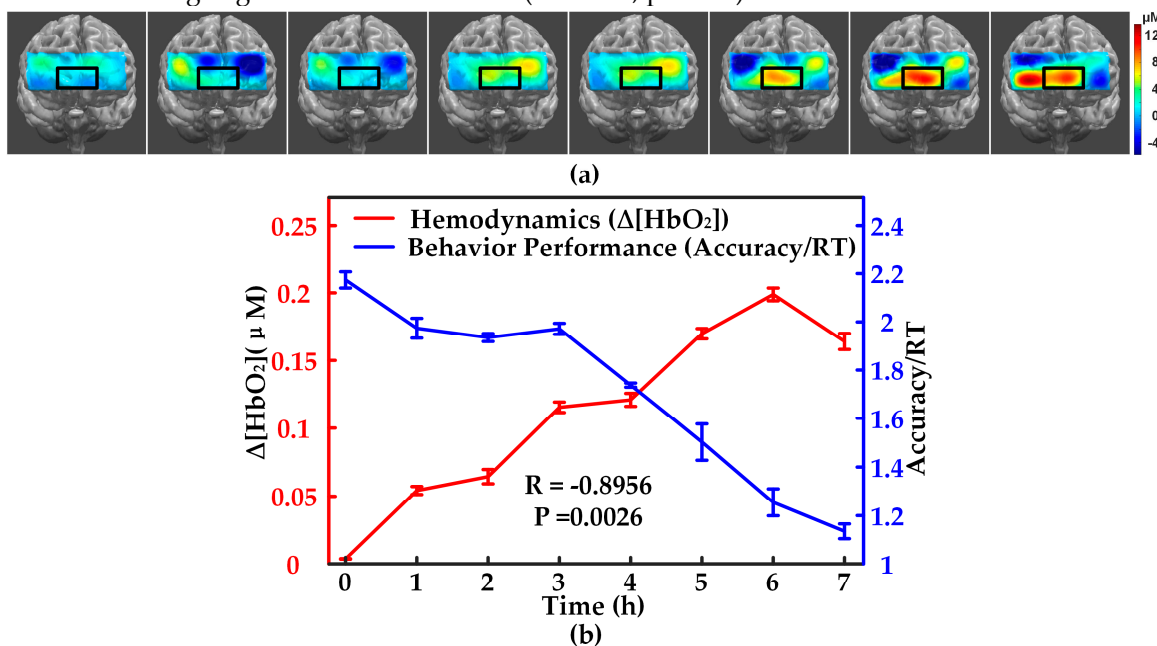 µM
12
8
4
0
-4
(a)
Hemodynamics (Δ[HbO₂])
Behavior Performance (Accuracy/RT)
0.25
0.2
0.15
0.1
0.05
0
Δ[HbO₂](µM)
2.4
2.2
2
1.8
1.6
1.4
1.2
1
Accuracy/RT
R = -0.8956
P =0.0026
0 1 2 3 4 5 6 7
Time (h)
(b)